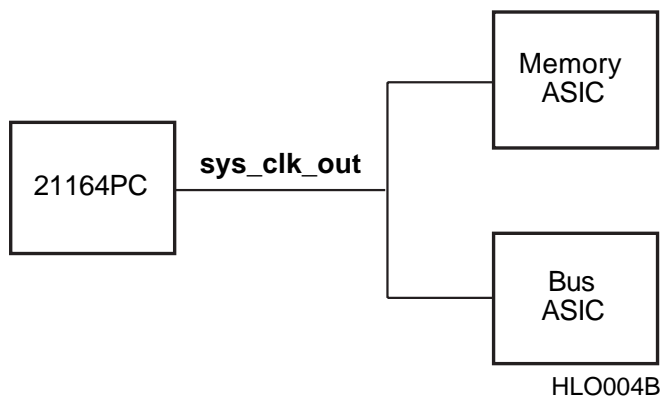 Memory
ASIC
sys_clk_out
21164PC
Bus
ASIC
HLO004B